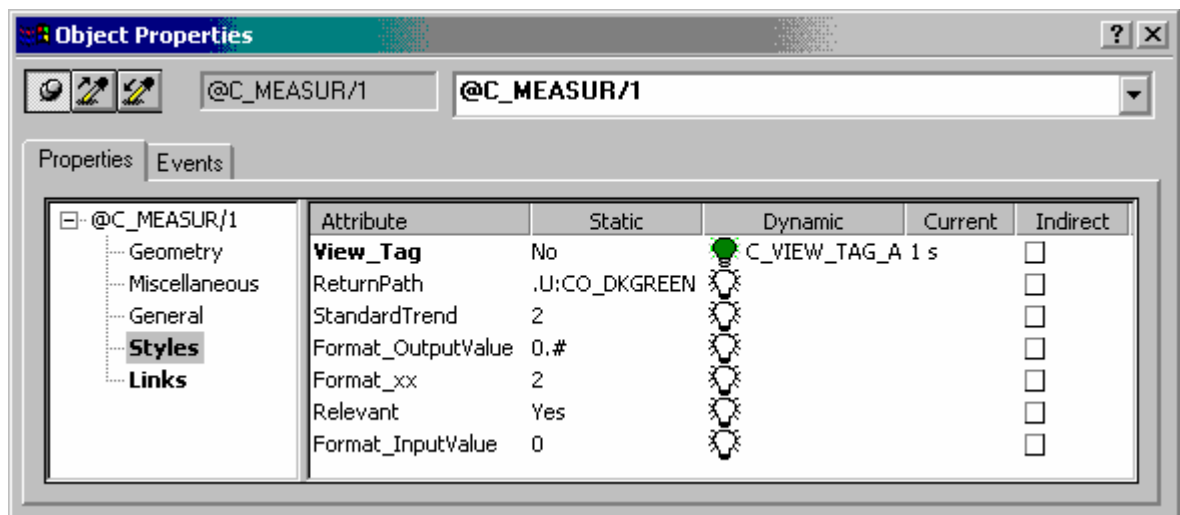 Object Properties
@C_MEASUR/1 @C_MEASUR/1
Properties Events
@C_MEASUR/1
Geometry
Miscellaneous
General
Styles
Links
Attribute Static Dynamic Current Indirect
View_Tag No C_VIEW_TAG_A 1 s
ReturnPath .U:CO_DKGREEN
StandardTrend 2
Format_OutputValue 0.#
Format_xx 2
Relevant Yes
Format_InputValue 0